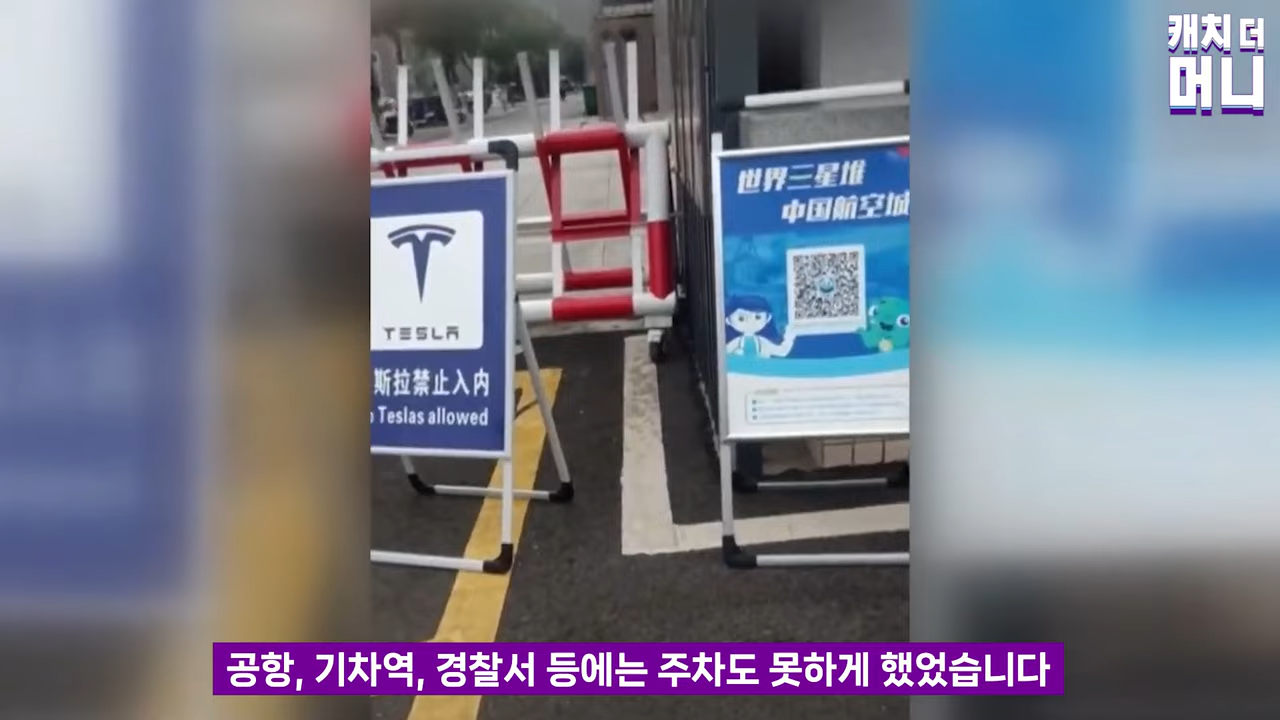 캐치 더
머니
世界三星堆
中国航空城
TESLA
斯拉禁止入内
Teslas allowed
공항, 기차역, 경찰서 등에는 주차도 못하게 했었습니다